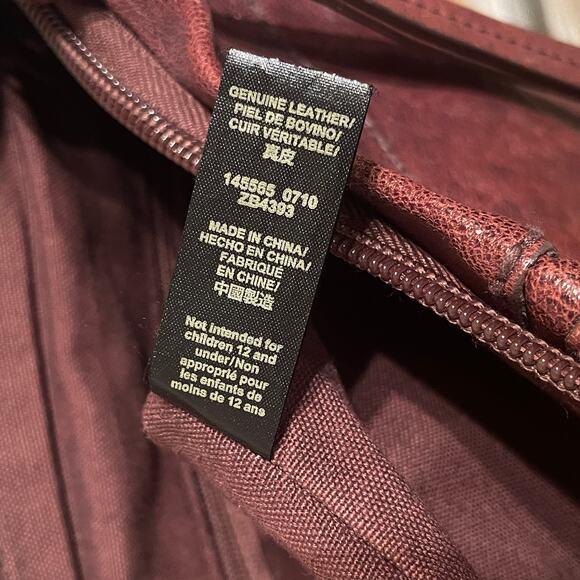 GENUINE LEATHER/
PIEL DE BOVINO/
CUIR VÉRITABLE/
真皮
145565 0710
ZB4393
MADE IN CHINA/
HECHO EN CHINA/
FABRIQUÉ
EN CHINE/
中國製造
Not intended for
children 12 and
under/Non
approprié pour
les enfants de
moins de 12 ans